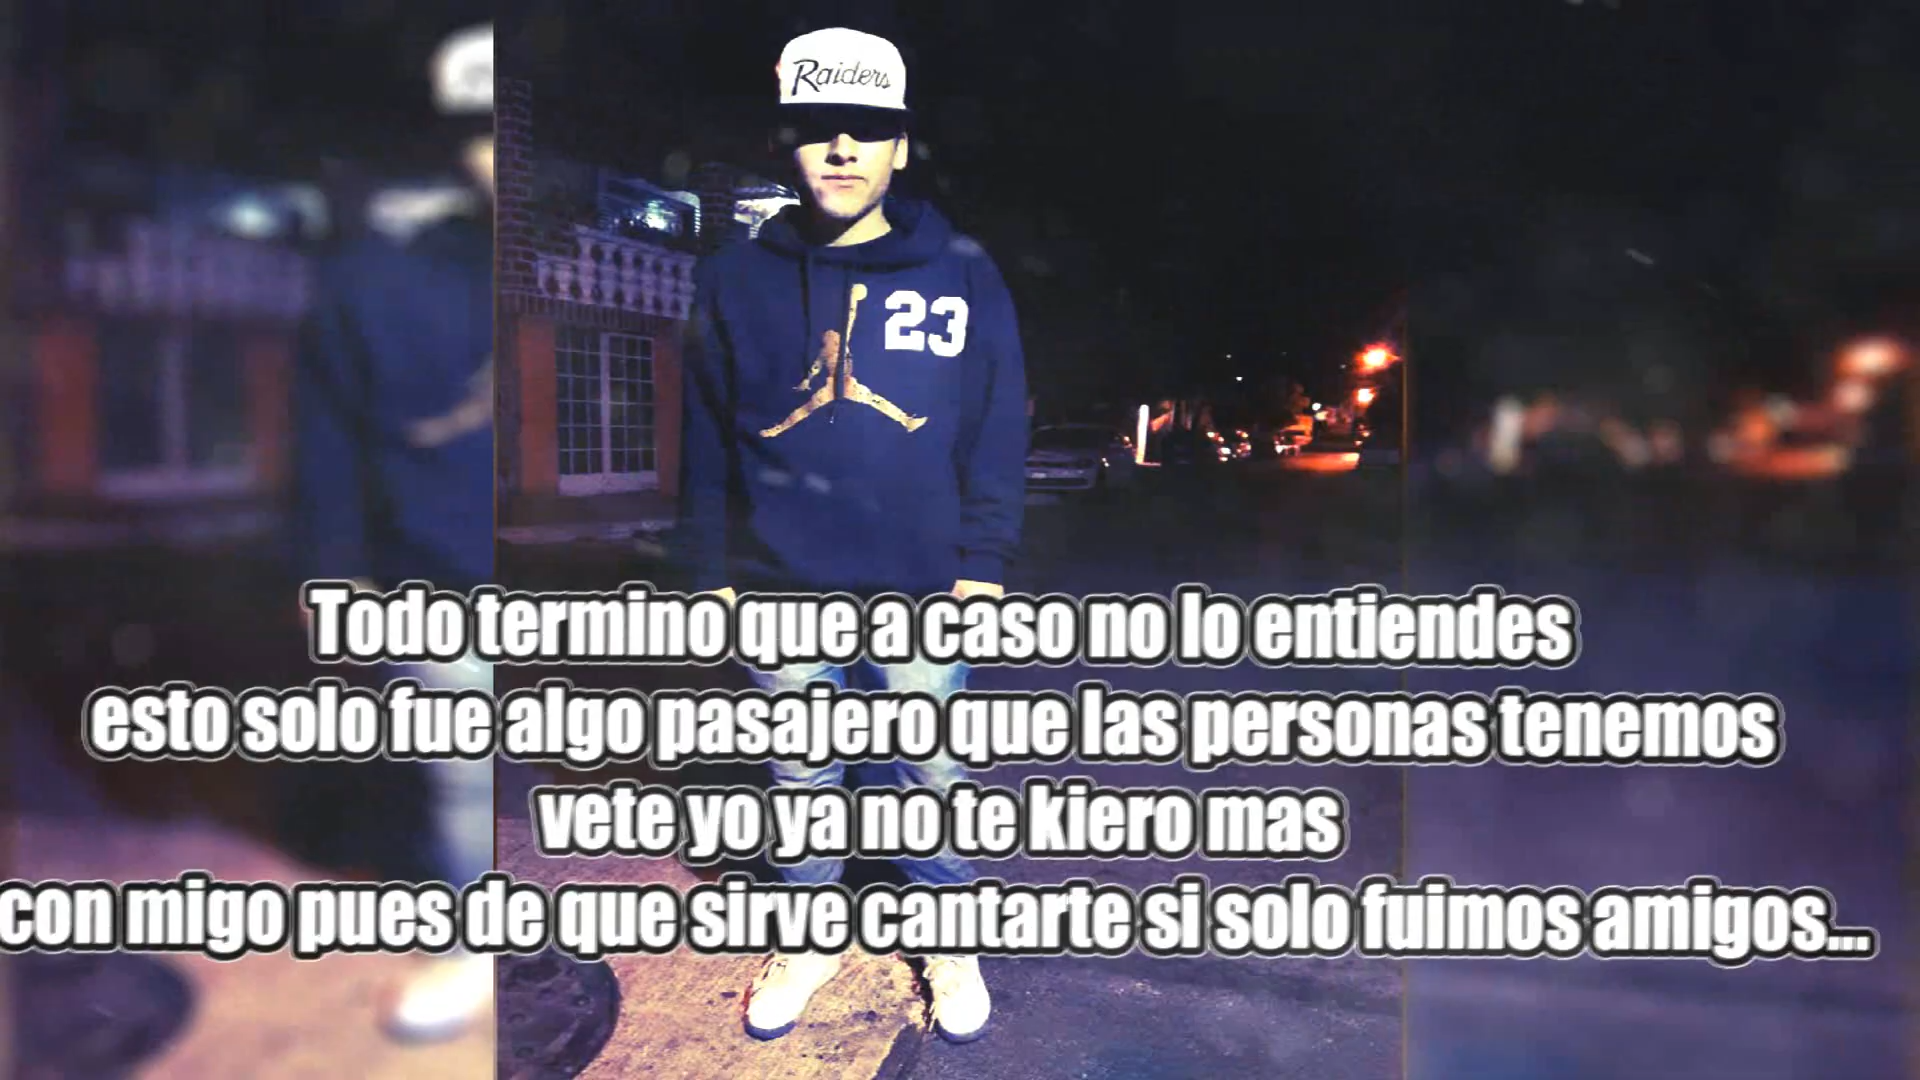 Raiders
23
Todo termino que a caso no lo entiendes
esto solo fue algo pasajero que las personas tenemos
vete yo ya no te kiero mas
con migo pues de que sirve cantarte si solo fuimos amigos...